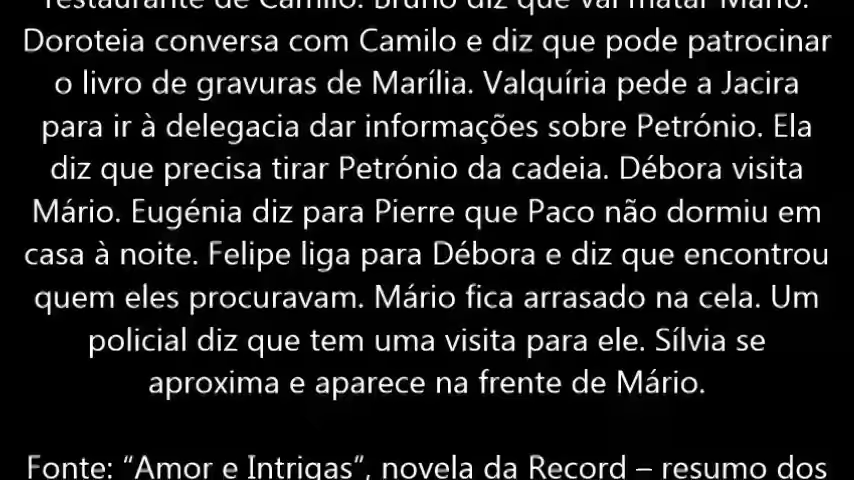 restaurante de Camilo. Bruno diz que vai matar Mário.
Doroteia conversa com Camilo e diz que pode patrocinar
o livro de gravuras de Marília. Valquíria pede a Jacira
para ir à delegacia dar informações sobre Petrónio. Ela
diz que precisa tirar Petrónio da cadeia. Débora visita
Mário. Eugénia diz para Pierre que Paco não dormiu em
casa à noite. Felipe liga para Débora e diz que encontrou
quem eles procuravam. Mário fica arrasado na cela. Um
policial diz que tem uma visita para ele. Sílvia se
aproxima e aparece na frente de Mário.
Fonte: “Amor e Intrigas”, novela da Record – resumo dos